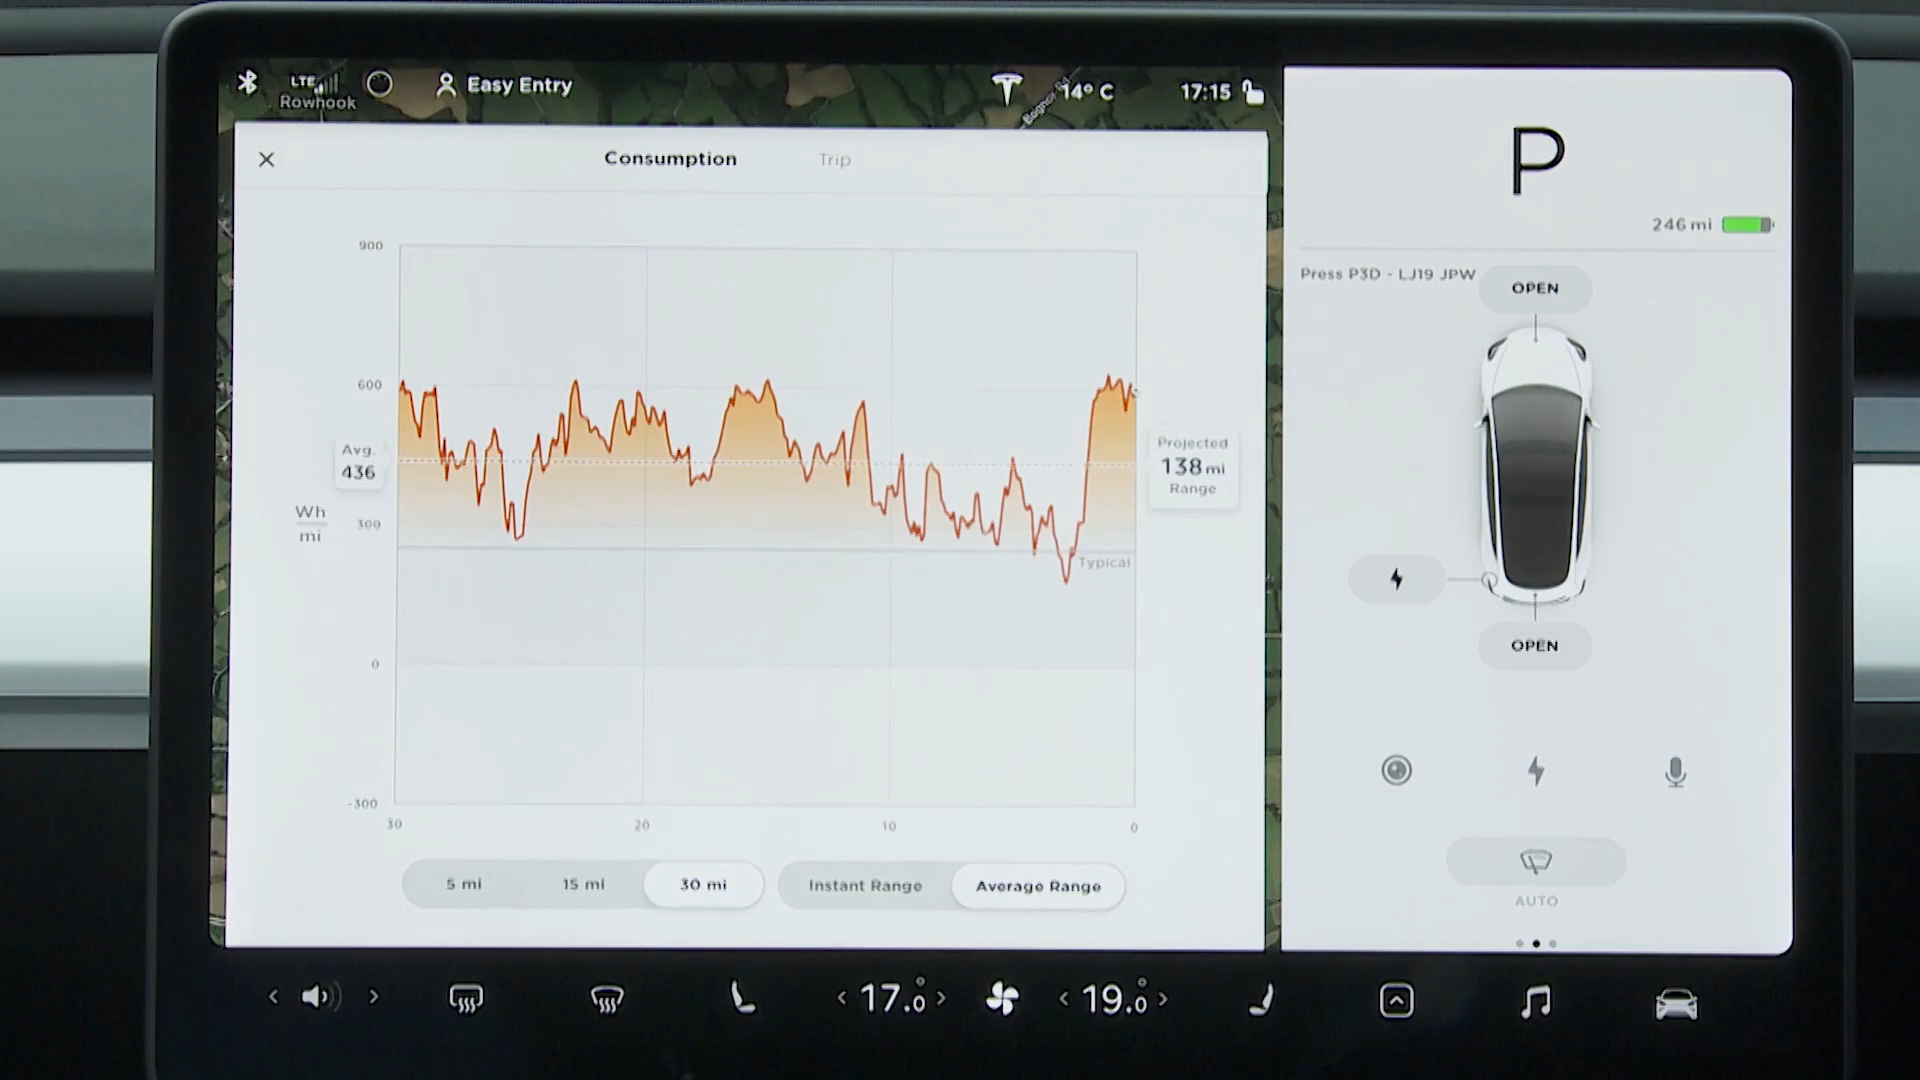 LTE
Rowhook
Easy Entry
14° C
17:15
Consumption
Trip
900
600
300
0
-300
Wh
mi
Avg.
436
Projected
138 mi
Range
Typical
30
20
10
0
5 mi
15 mi
30 mi
Instant Range
Average Range
P
246 mi
Press P3D - LJ19 JPW
OPEN
OPEN
AUTO
17.0°
19.0°